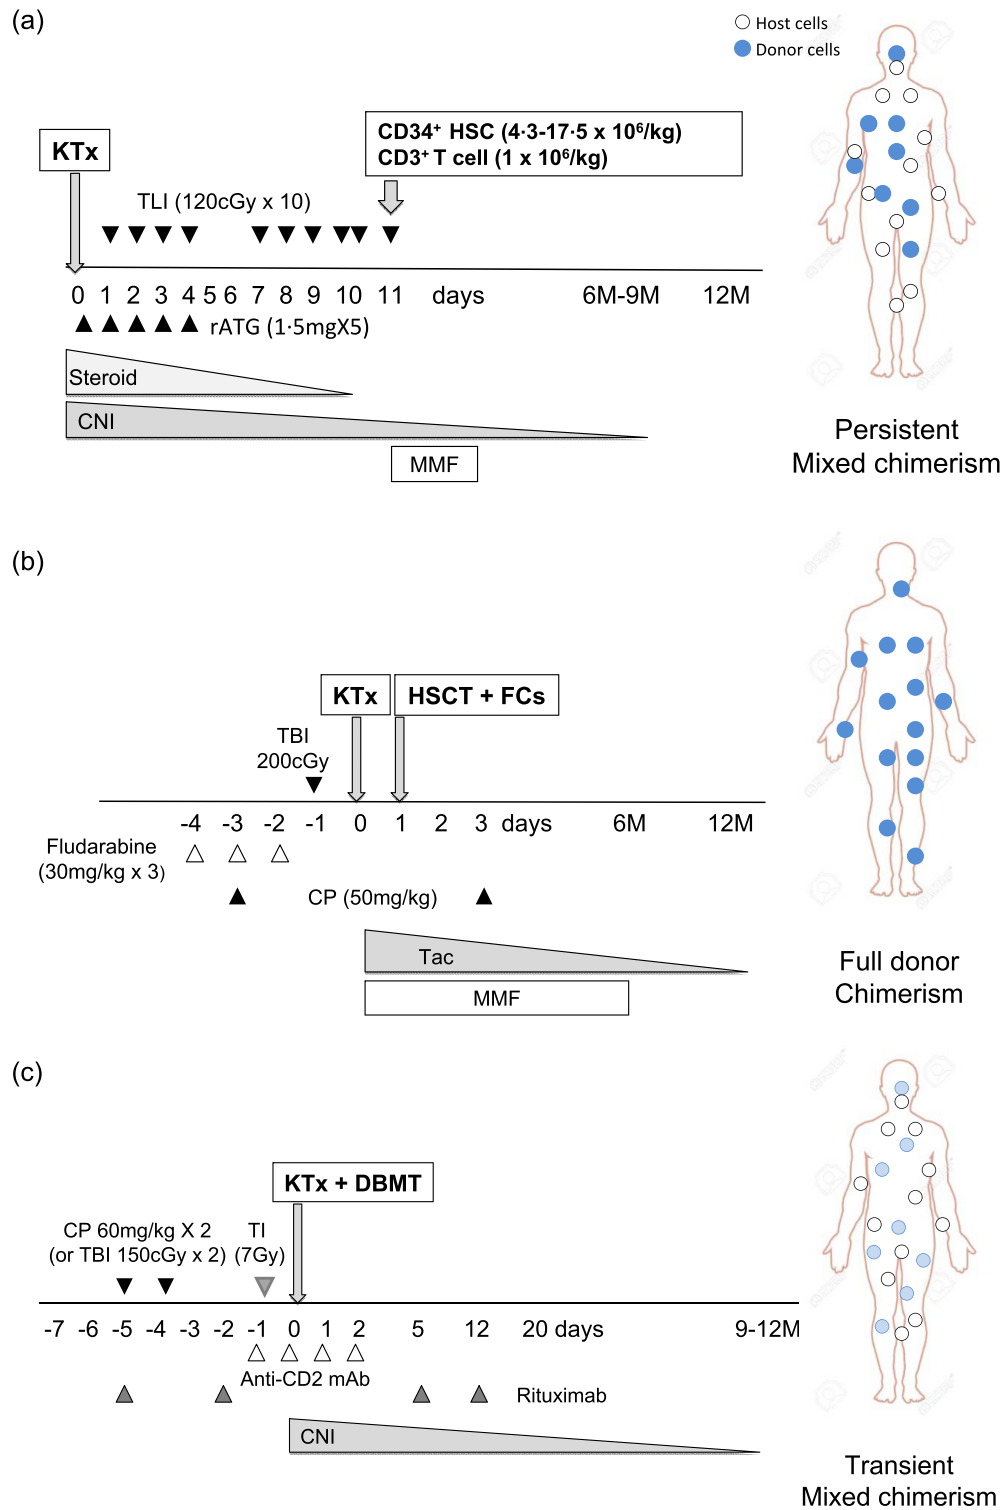 (a)
Host cells
Donor cells
KTx
CD34⁺ HSC (4·3-17·5 x 10⁶/kg)
CD3⁺ T cell (1 x 10⁶/kg)
TLI (120cGy x 10)
0 1 2 3 4 5 6 7 8 9 10 11 days 6M-9M 12M
rATG (1·5mgX5)
Steroid
CNI
MMF
Persistent
Mixed chimerism
(b)
KTx
HSCT + FCs
TBI
200cGy
-4 -3 -2 -1 0 1 2 3 days 6M 12M
Fludarabine
(30mg/kg x 3)
CP (50mg/kg)
Tac
MMF
Full donor
Chimerism
(c)
KTx + DBMT
CP 60mg/kg X 2
(or TBI 150cGy x 2)
TI
(7Gy)
-7 -6 -5 -4 -3 -2 -1 0 1 2 5 12 20 days 9-12M
Anti-CD2 mAb
Rituximab
CNI
Transient
Mixed chimerism